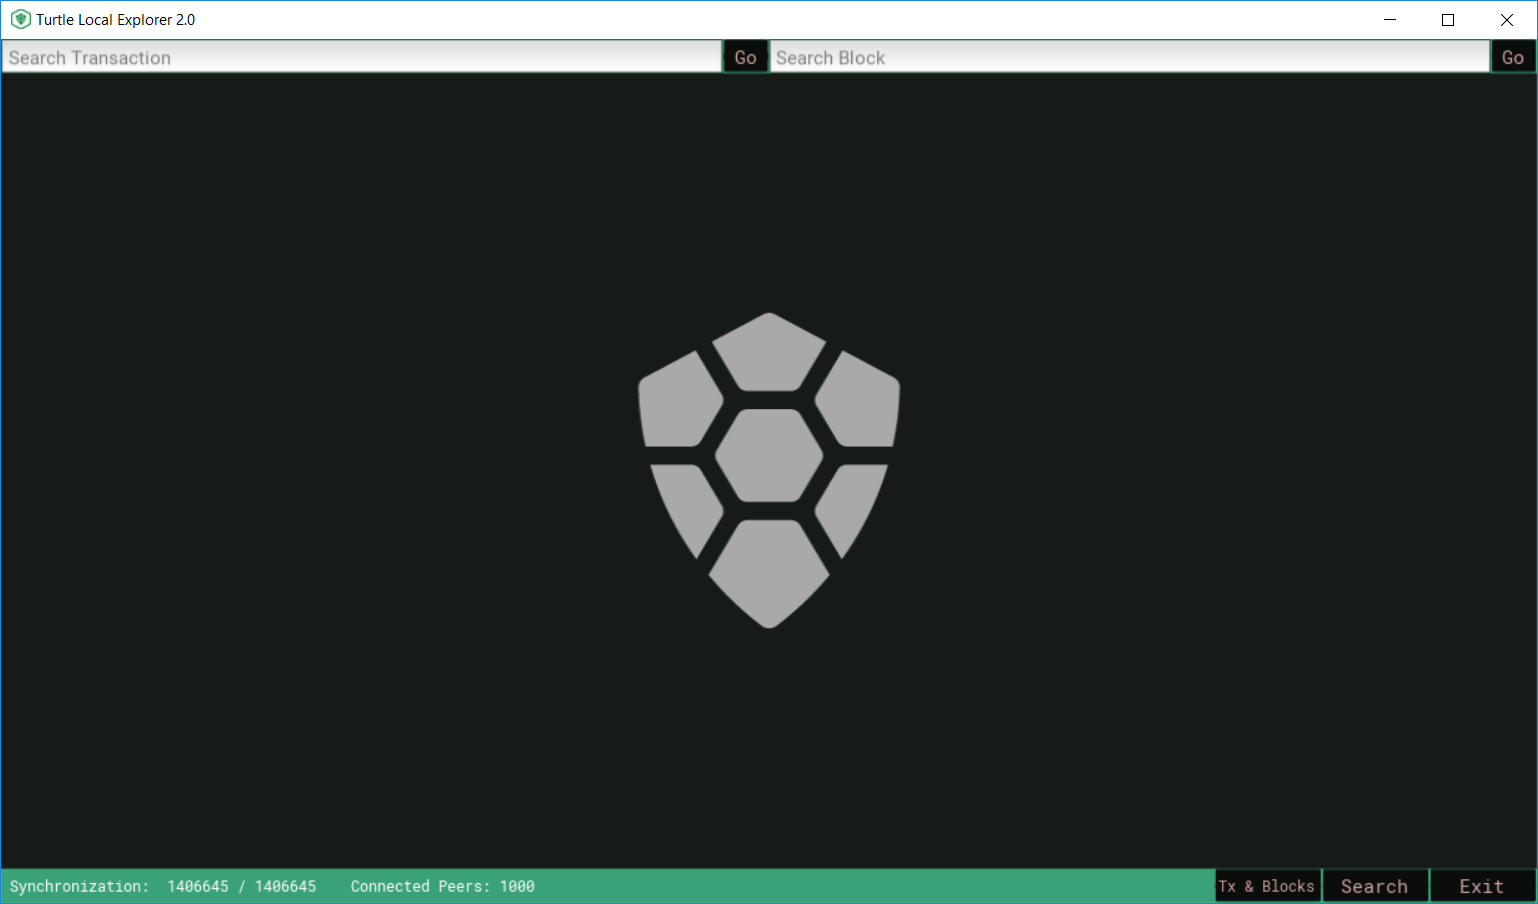 Turtle Local Explorer 2.0
Search Transaction Go Search Block Go
Synchronization: 1406645 / 1406645 Connected Peers: 1000 Tx & Blocks Search Exit